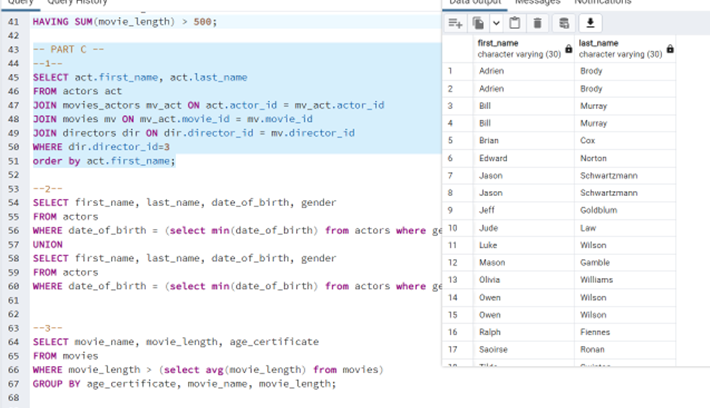 Query Query History
41 HAVING SUM(movie_length) > 500;
42
43 -- PART C --
44 --1--
45 SELECT act.first_name, act.last_name
46 FROM actors act
47 JOIN movies_actors mv_act ON act.actor_id = mv_act.actor_id
48 JOIN movies mv ON mv_act.movie_id = mv.movie_id
49 JOIN directors dir ON dir.director_id = mv.director_id
50 WHERE dir.director_id=3
51 order by act.first_name;
52
53 --2--
54 SELECT first_name, last_name, date_of_birth, gender
55 FROM actors
56 WHERE date_of_birth = (select min(date_of_birth) from actors where ge
57 UNION
58 SELECT first_name, last_name, date_of_birth, gender
59 FROM actors
60 WHERE date_of_birth = (select min(date_of_birth) from actors where ge
61
62
63 --3--
64 SELECT movie_name, movie_length, age_certificate
65 FROM movies
66 WHERE movie_length > (select avg(movie_length) from movies)
67 GROUP BY age_certificate, movie_name, movie_length;
68
Data output Messages Notifications
first_name last_name
character varying (30) character varying (30)
1 Adrien Brody
2 Adrien Brody
3 Bill Murray
4 Bill Murray
5 Brian Cox
6 Edward Norton
7 Jason Schwartzmann
8 Jason Schwartzmann
9 Jeff Goldblum
10 Jude Law
11 Luke Wilson
12 Mason Gamble
13 Olivia Williams
14 Owen Wilson
15 Owen Wilson
16 Ralph Fiennes
17 Saoirse Ronan